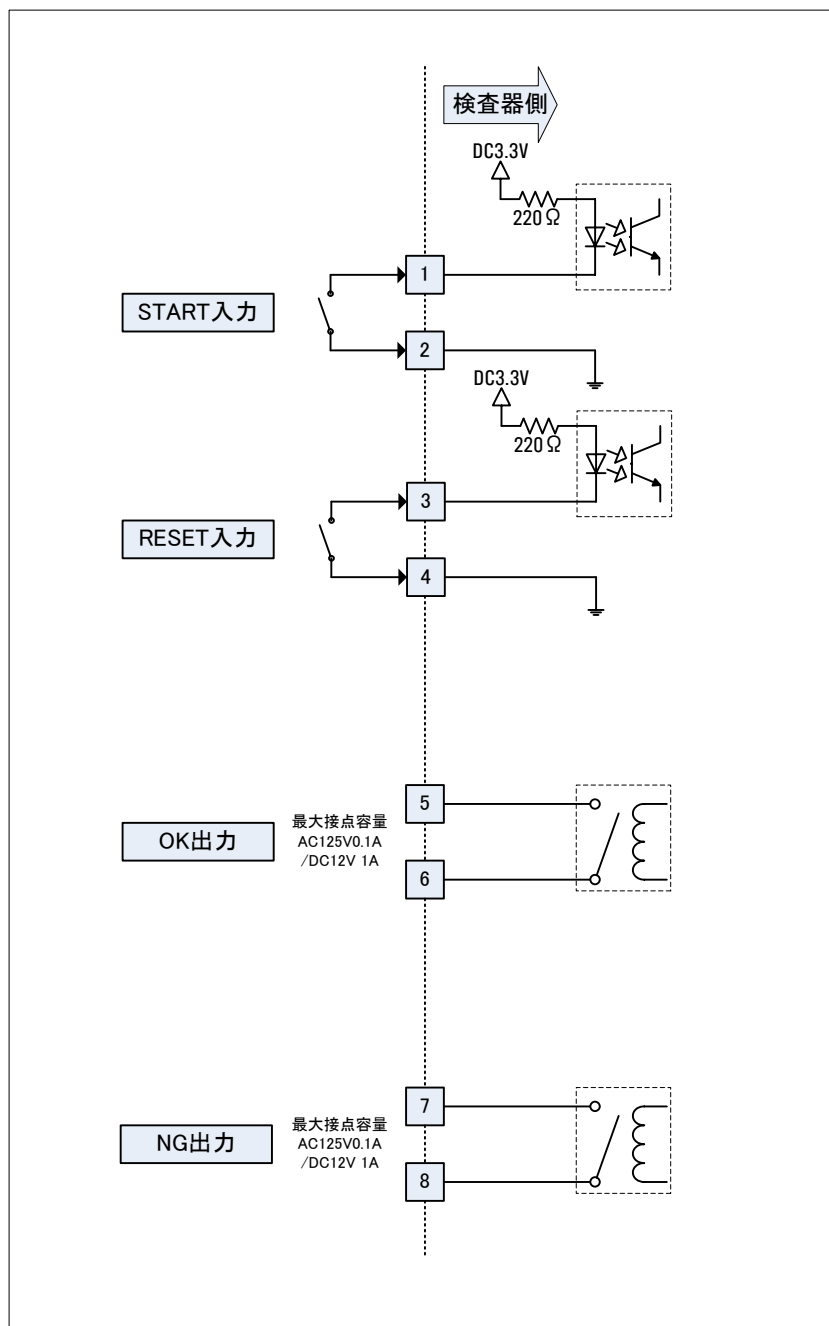 検査器側
DC3.3V
220Ω
1
START入力
2
DC3.3V
220Ω
3
RESET入力
4
5
最大接点容量
OK出力
AC125V0.1A
/DC12V 1A
6
7
最大接点容量
NG出力
AC125V0.1A
/DC12V 1A
8